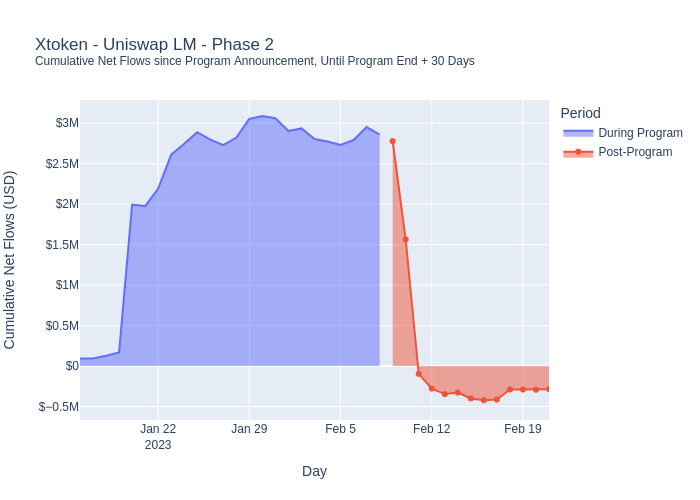 Xtoken - Uniswap LM - Phase 2
Cumulative Net Flows since Program Announcement, Until Program End + 30 Days
Period
During Program
Post-Program
Cumulative Net Flows (USD)
$3M
$2.5M
$2M
$1.5M
$1M
$0.5M
$0
$−0.5M
Jan 22
2023
Jan 29
Feb 5
Feb 12
Feb 19
Day